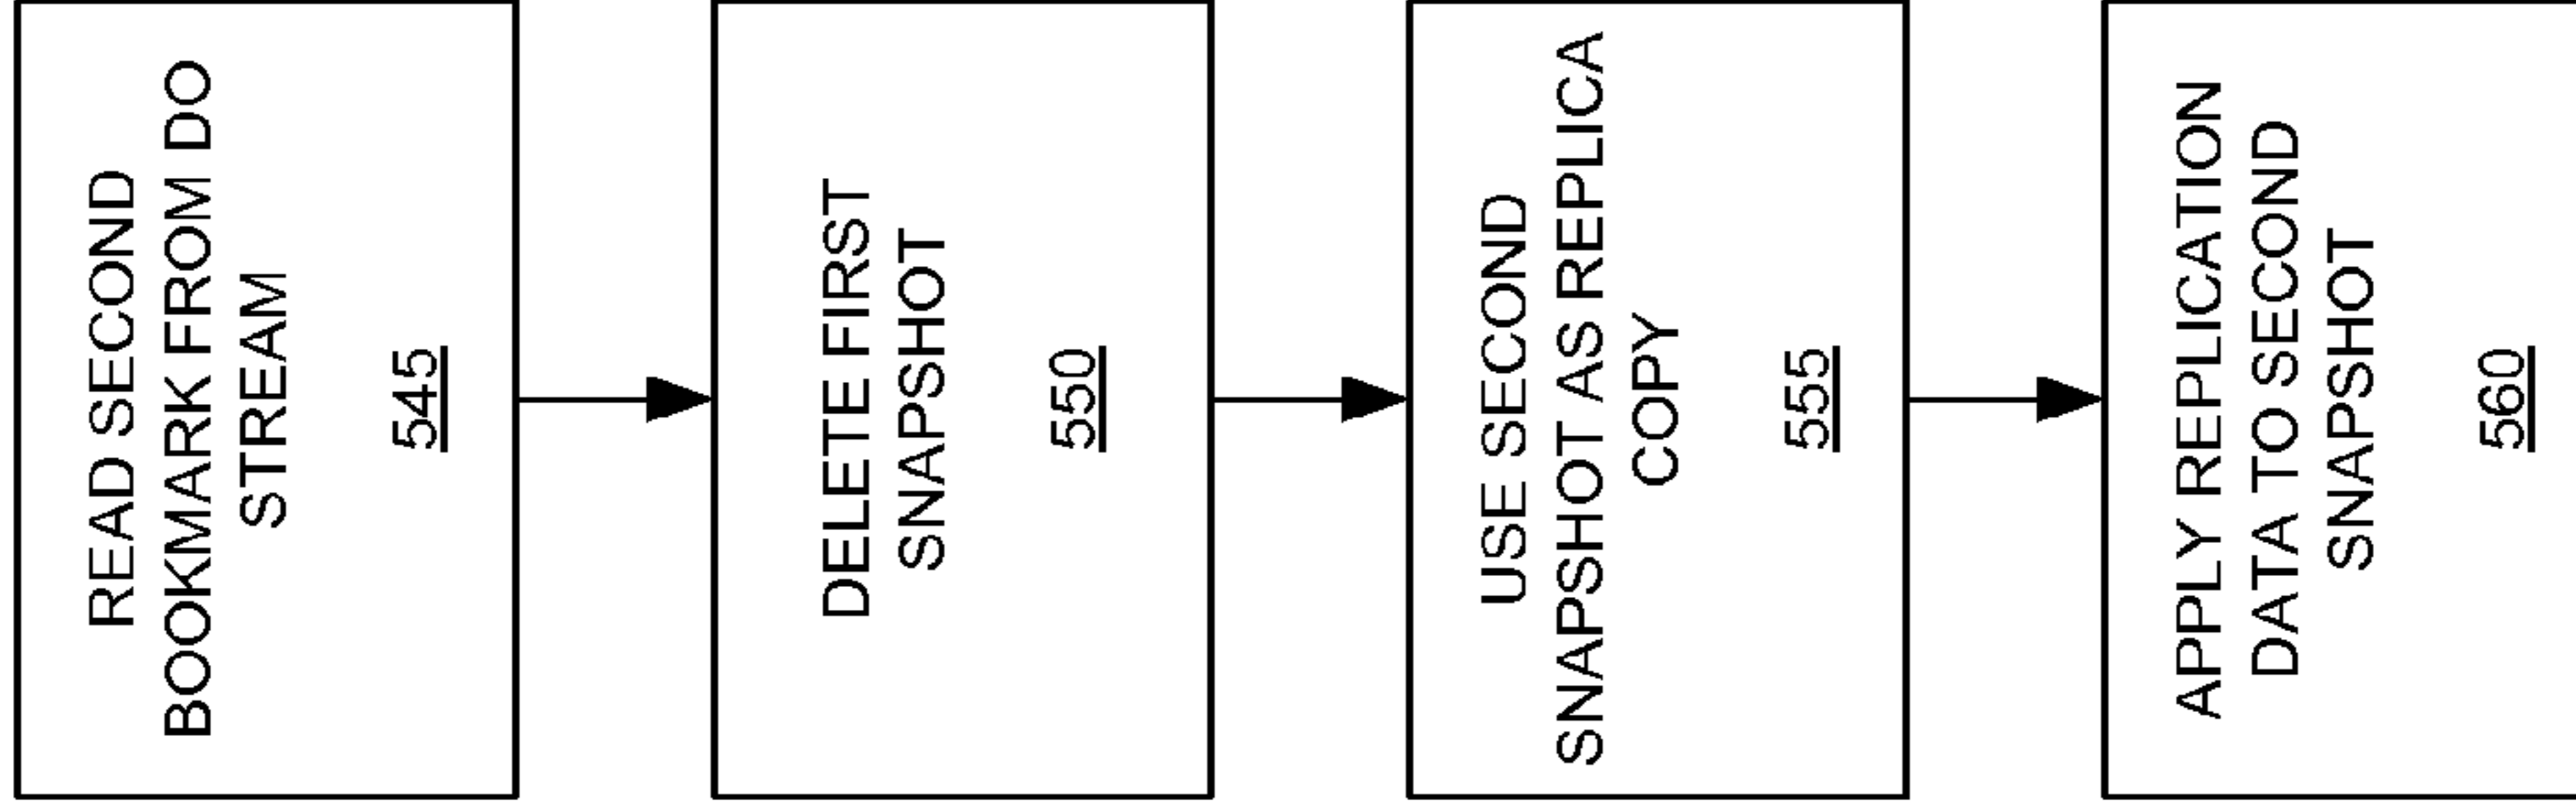 READ SECOND
BOOKMARK FROM DO
STREAM
545
DELETE FIRST
SNAPSHOT
550
USE SECOND
SNAPSHOT AS REPLICA
COPY
555
APPLY REPLICATION
DATA TO SECOND
SNAPSHOT
560